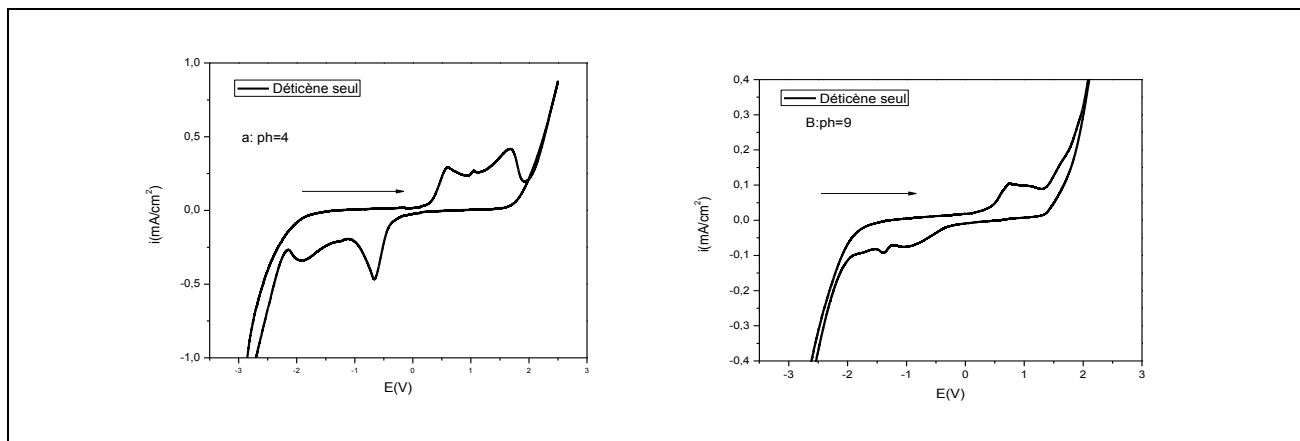 1,0
0,5
0,0
-0,5
-1,0
i(mA/cm²)
Déticène seul
a: ph=4
-3 -2 -1 0 1 2 3
E(V)
0,4
0,3
0,2
0,1
0,0
-0,1
-0,2
-0,3
-0,4
i(mA/cm²)
Déticène seul
B:ph=9
-3 -2 -1 0 1 2 3
E(V)